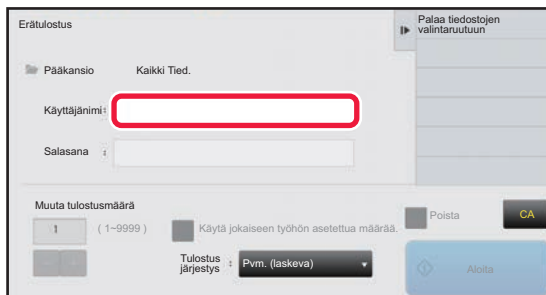 Erätulostus
Palaa tiedostojen
valintaruutuun
Pääkansio Kaikki Tied.
Käyttäjänimi:
Salasana :
Muuta tulostusmäärä
1 ( 1~9999 ) Käytä jokaiseen työhön asetettua määrää.
Poista CA
Tulostus
järjestys : Pvm. (laskeva)
Aloita